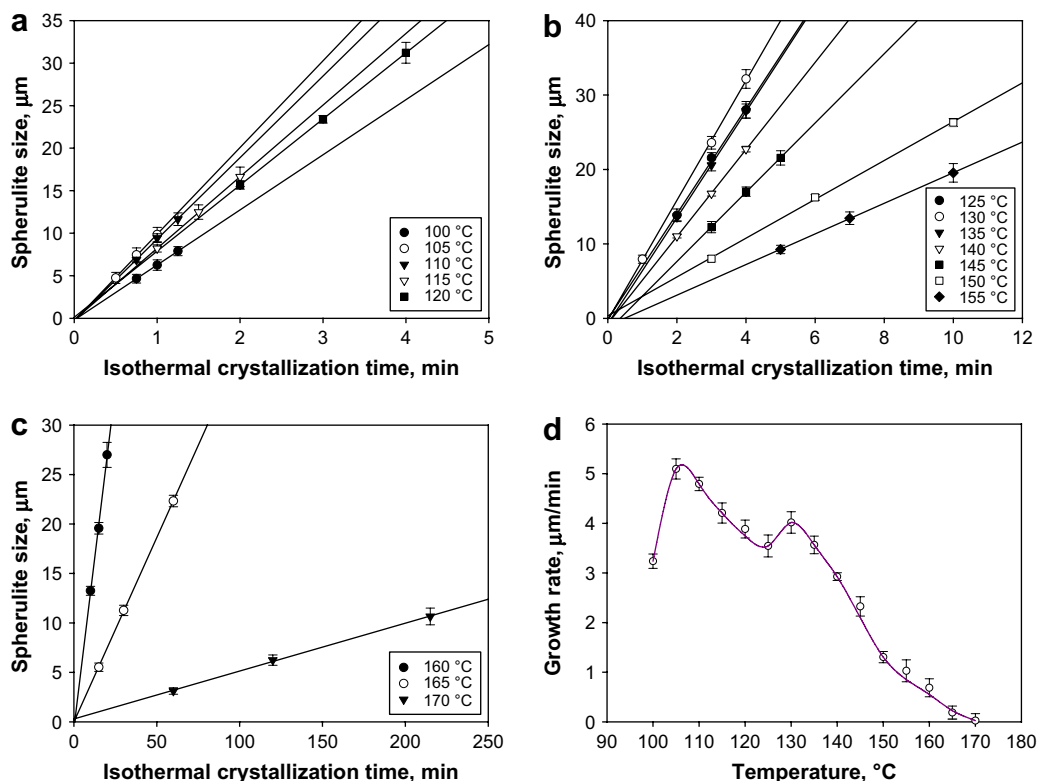 a
35
30
25
20
15
10
5
0
Spherulite size, μm
100 °C
105 °C
110 °C
115 °C
120 °C
0 1 2 3 4 5
Isothermal crystallization time, min
b
40
30
20
10
0
Spherulite size, μm
125 °C
130 °C
135 °C
140 °C
145 °C
150 °C
155 °C
0 2 4 6 8 10 12
Isothermal crystallization time, min
c
30
25
20
15
10
5
0
Spherulite size, μm
160 °C
165 °C
170 °C
0 50 100 150 200 250
Isothermal crystallization time, min
d
6
5
4
3
2
1
0
Growth rate, μm/min
90 100 110 120 130 140 150 160 170 180
Temperature, °C